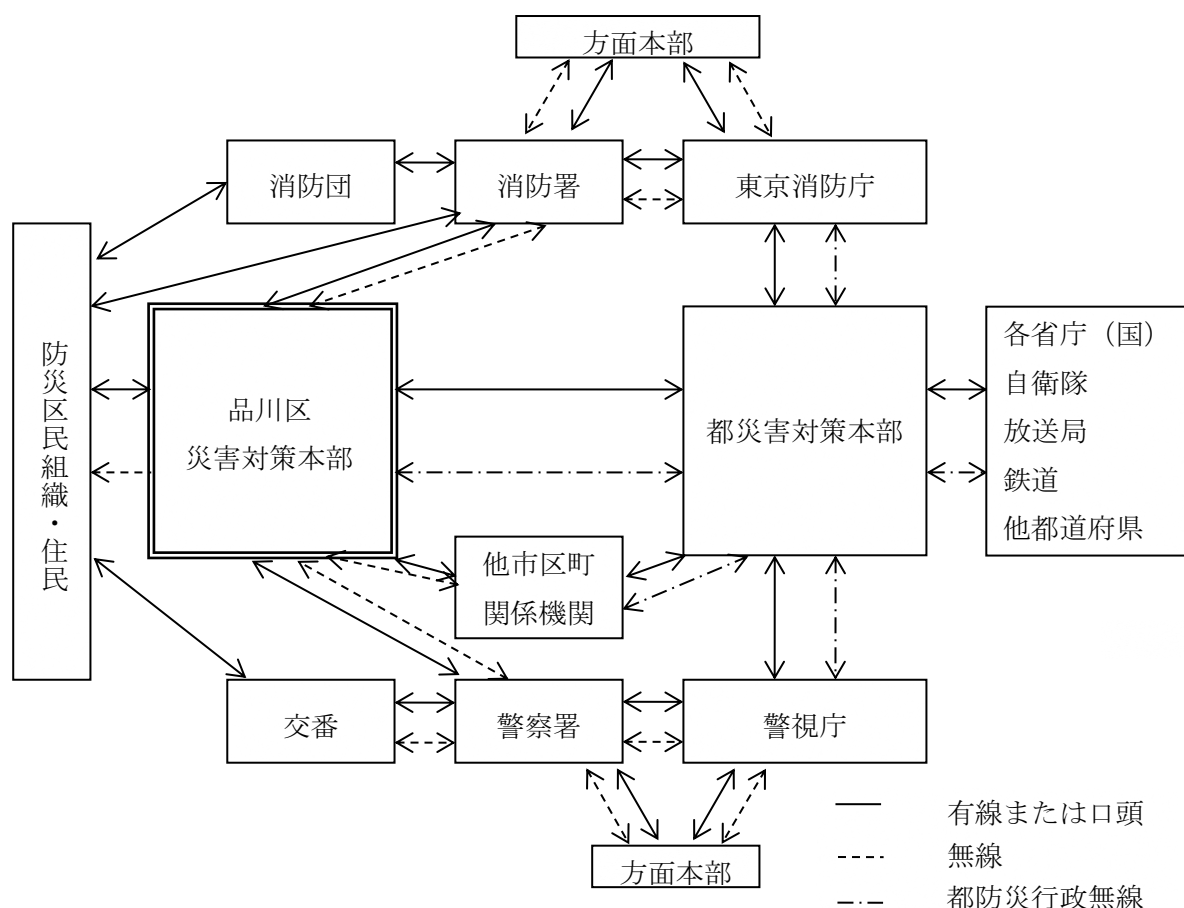 方面本部
消防団
消防署
東京消防庁
防災区民組織・住民
品川区
災害対策本部
都災害対策本部
各省庁（国）
自衛隊
放送局
鉄道
他都道府県
他市区町
関係機関
交番
警察署
警視庁
方面本部
有線または口頭
無線
都防災行政無線